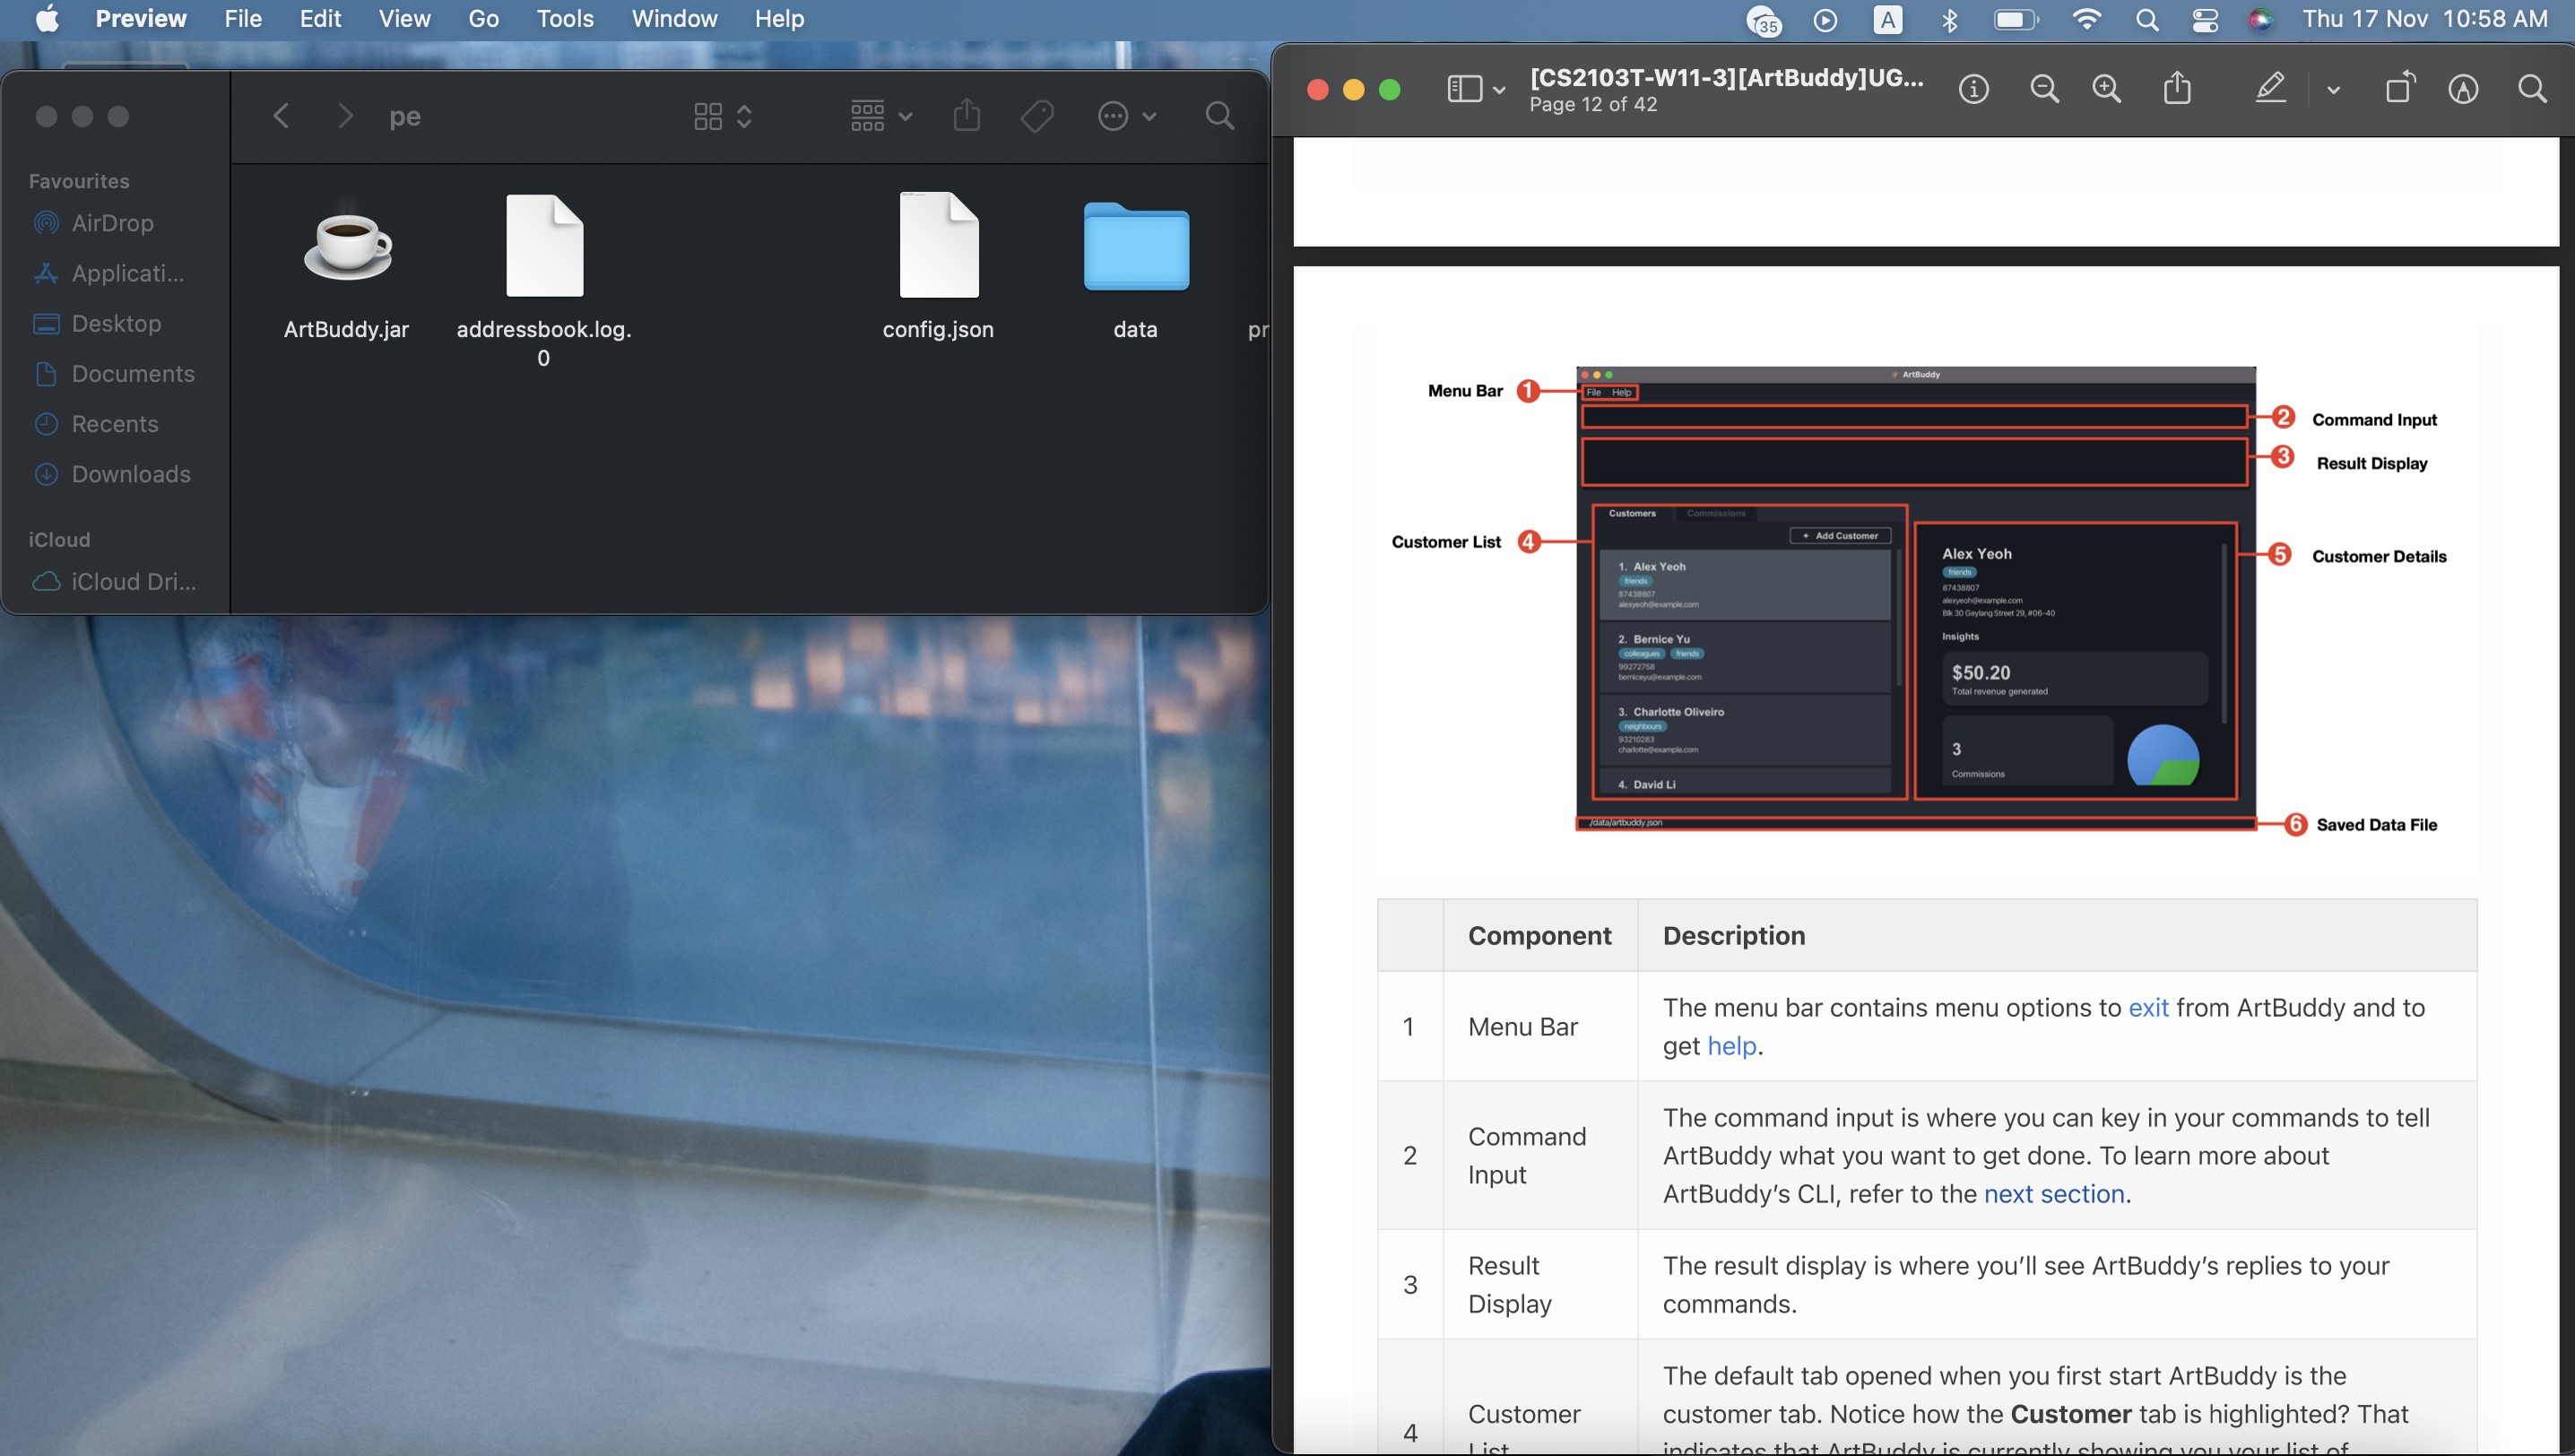 Preview File Edit View Go Tools Window Help
35
A
Thu 17 Nov 10:58 AM
pe
Favourites
AirDrop
Applicati...
Desktop
Documents
Recents
Downloads
iCloud
iCloud Dri...
ArtBuddy.jar
addressbook.log.
0
config.json
data
pr
[CS2103T-W11-3][ArtBuddy]UG...
Page 12 of 42
ArtBuddy
Menu Bar 1
File Help
2 Command Input
3 Result Display
Customers Commissions
+ Add Customer
Customer List 4
1. Alex Yeoh
friends
87438807
alexyeoh@example.com
2. Bernice Yu
colleagues friends
99272758
berniceyu@example.com
3. Charlotte Oliveiro
neighbours
93210283
charlotte@example.com
4. David Li
5 Customer Details
Alex Yeoh
friends
87438807
alexyeoh@example.com
Blk 30 Geylang Street 29, #06-40
Insights
$50.20
Total revenue generated
3
Commissions
./data/artbuddy.json
6 Saved Data File
Component Description
1 Menu Bar
The menu bar contains menu options to exit from ArtBuddy and to
get help.
2 Command
Input
The command input is where you can key in your commands to tell
ArtBuddy what you want to get done. To learn more about
ArtBuddy's CLI, refer to the next section.
3 Result
Display
The result display is where you'll see ArtBuddy's replies to your
commands.
4 Customer
List
The default tab opened when you first start ArtBuddy is the
customer tab. Notice how the Customer tab is highlighted? That
indicates that ArtBuddy is currently showing you your list of